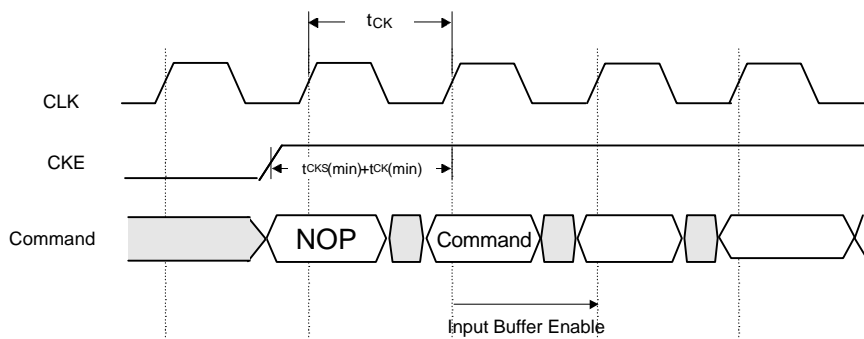 tCK
CLK
CKE
tCKS(min)+tCK(min)
Command
NOP
Command
Input Buffer Enable